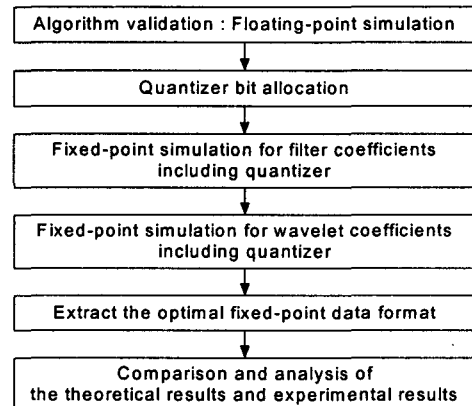 Algorithm validation : Floating-point simulation
Quantizer bit allocation
Fixed-point simulation for filter coefficients
including quantizer
Fixed-point simulation for wavelet coefficients
including quantizer
Extract the optimal fixed-point data format
Comparison and analysis of
the theoretical results and experimental results